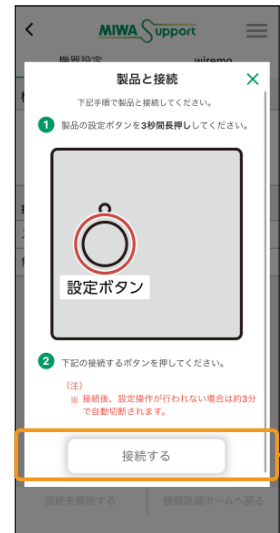 MIWA Support
機器設定 wiremo
製品と接続
下記手順で製品と接続してください。
1 製品の設定ボタンを3秒間長押ししてください。
設定ボタン
2 下記の接続するボタンを押してください。
(注)
※ 接続後、設定操作が行われない場合は約3分
で自動切断されます。
接続する
接続を解除する 機器詳細ホームへ戻る